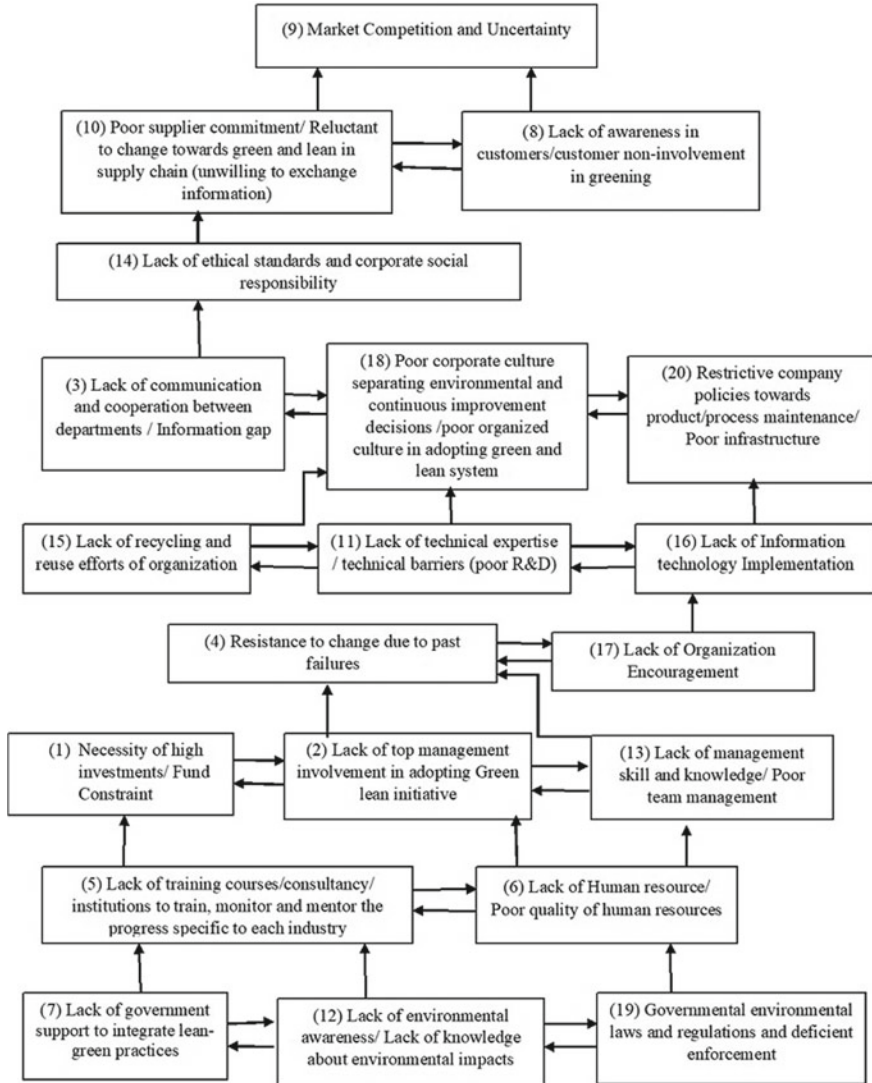 (9) Market Competition and Uncertainty
(10) Poor supplier commitment/ Reluctant
to change towards green and lean in
supply chain (unwilling to exchange
information)
(8) Lack of awareness in
customers/customer non-involvement
in greening
(14) Lack of ethical standards and corporate social
responsibility
(3) Lack of communication
and cooperation between
departments / Information gap
(18) Poor corporate culture
separating environmental and
continuous improvement
decisions /poor organized
culture in adopting green and
lean system
(20) Restrictive company
policies towards
product/process maintenance/
Poor infrastructure
(15) Lack of recycling and
reuse efforts of organization
(11) Lack of technical expertise
/ technical barriers (poor R&D)
(16) Lack of Information
technology Implementation
(4) Resistance to change due to past
failures
(17) Lack of Organization
Encouragement
(1) Necessity of high
investments/ Fund
Constraint
(2) Lack of top management
involvement in adopting Green
lean initiative
(13) Lack of management
skill and knowledge/ Poor
team management
(5) Lack of training courses/consultancy/
institutions to train, monitor and mentor the
progress specific to each industry
(6) Lack of Human resource/
Poor quality of human resources
(7) Lack of government
support to integrate lean-
green practices
(12) Lack of environmental
awareness/ Lack of knowledge
about environmental impacts
(19) Governmental environmental
laws and regulations and deficient
enforcement